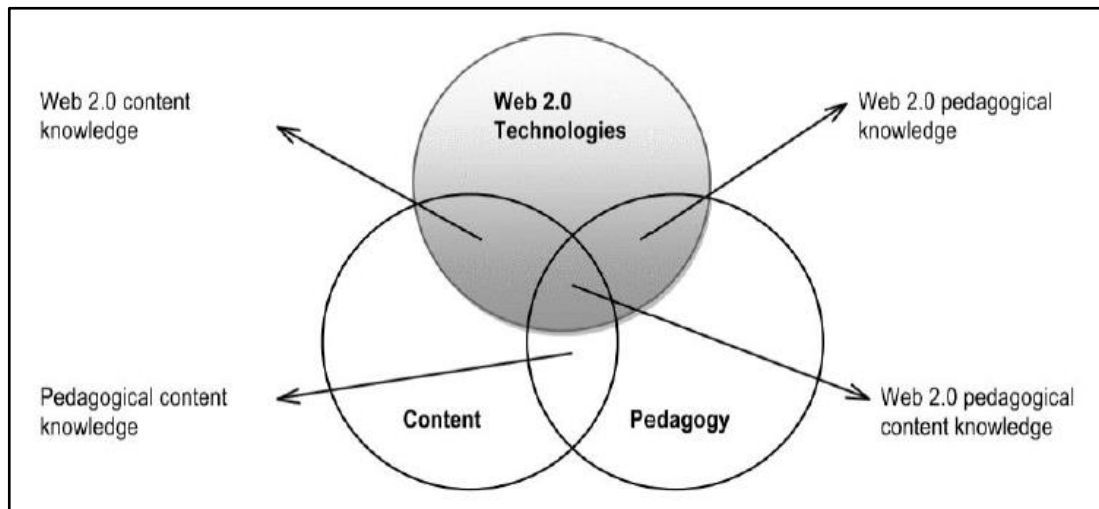 Web 2.0 content
knowledge
Web 2.0
Technologies
Web 2.0 pedagogical
knowledge
Pedagogical content
knowledge
Content
Pedagogy
Web 2.0 pedagogical
content knowledge